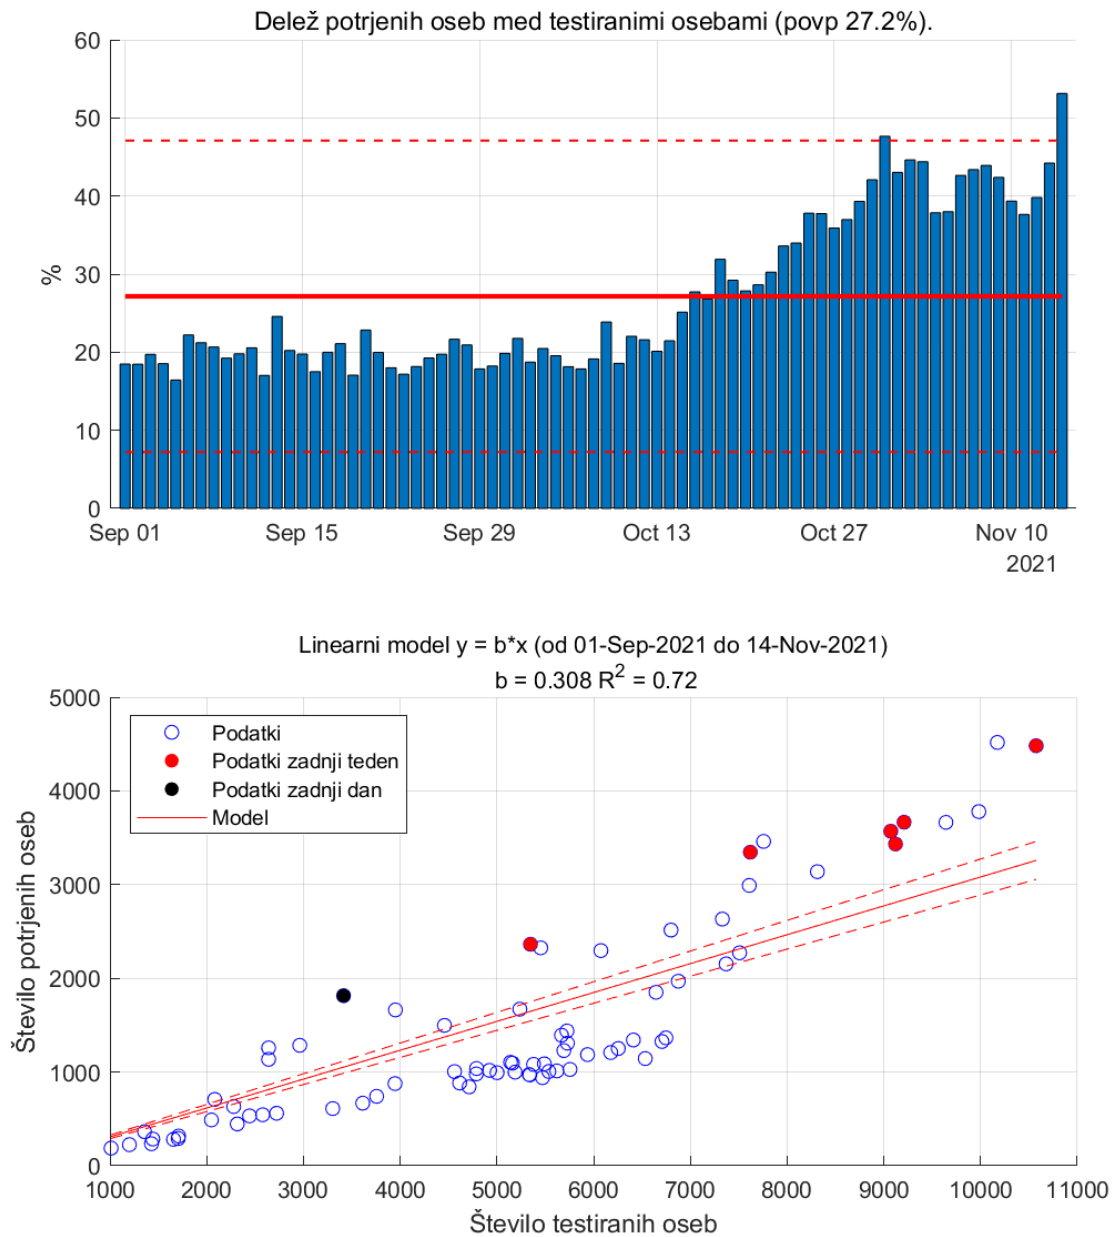 Delež potrjenih oseb med testiranimi osebami (povp 27.2%).
60
50
40
30
20
10
0
%
Sep 01 Sep 15 Sep 29 Oct 13 Oct 27 Nov 10
2021
Linearni model y = b*x (od 01-Sep-2021 do 14-Nov-2021)
b = 0.308 R² = 0.72
5000
4000
3000
2000
1000
0
Število potrjenih oseb
Podatki
Podatki zadnji teden
Podatki zadnji dan
Model
1000 2000 3000 4000 5000 6000 7000 8000 9000 10000 11000
Število testiranih oseb